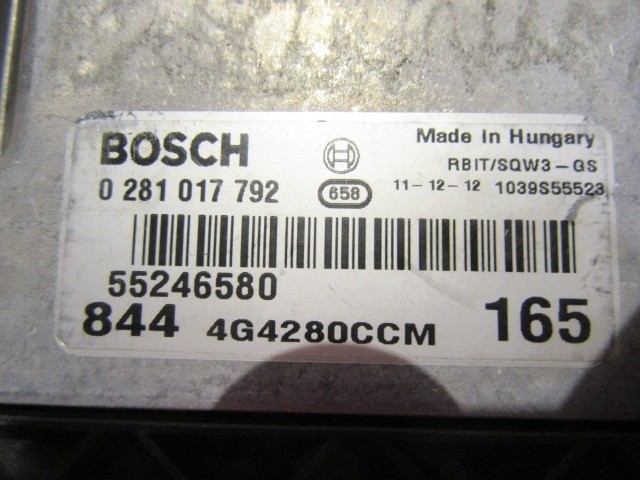 BOSCH Made in Hungary
RBIT/SQW3-GS
0 281 017 792 658 11-12-12 1039S55523
55246580
844 4G4280CCM 165